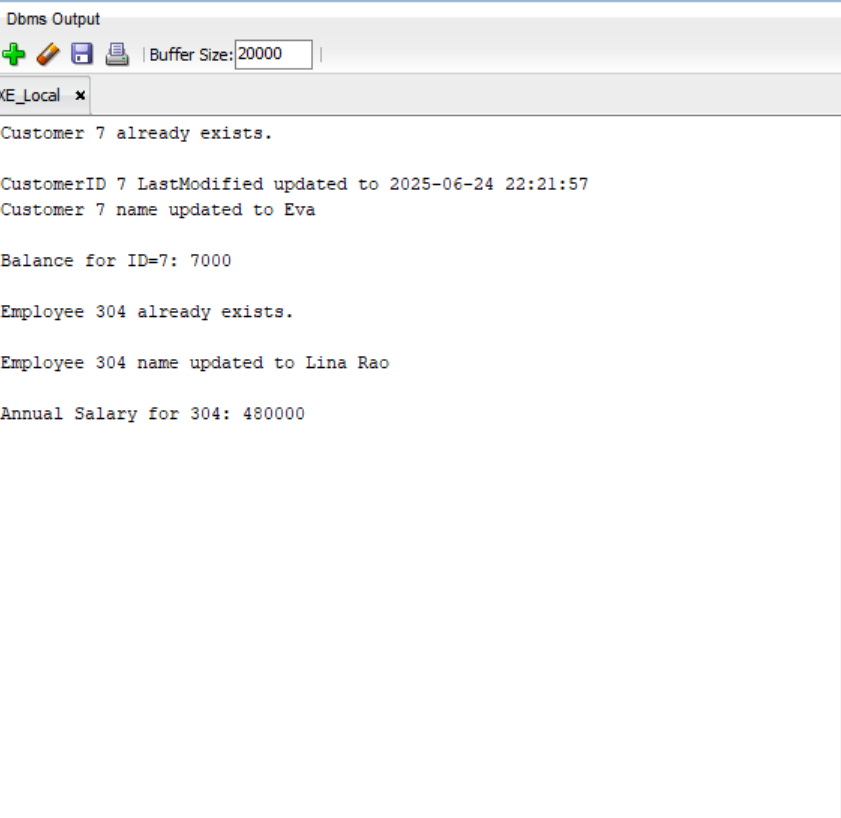 Dbms Output
Buffer Size: 20000
XE_Local ×
Customer 7 already exists.
CustomerID 7 LastModified updated to 2025-06-24 22:21:57
Customer 7 name updated to Eva
Balance for ID=7: 7000
Employee 304 already exists.
Employee 304 name updated to Lina Rao
Annual Salary for 304: 480000